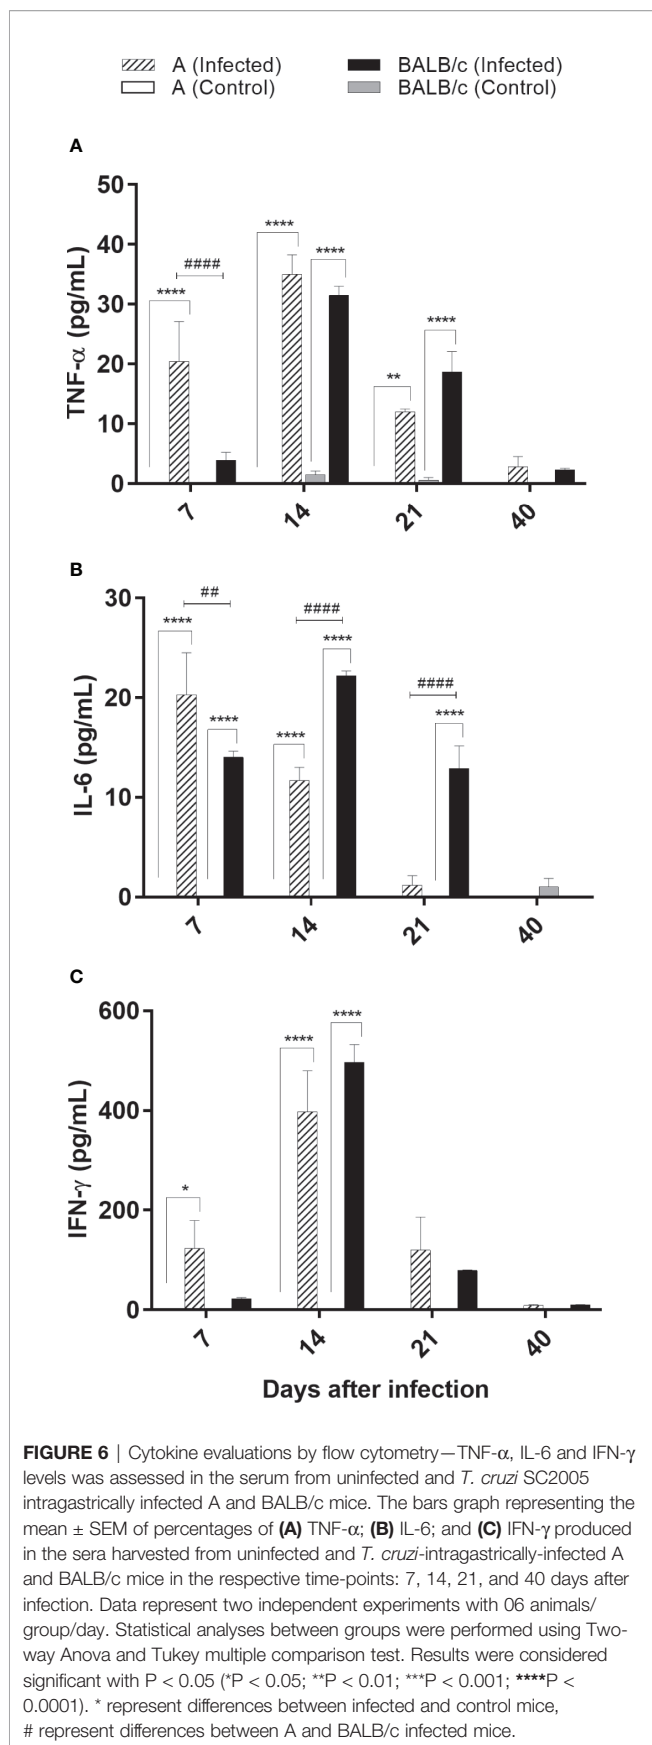 A (Infected) BALB/c (Infected)
A (Control) BALB/c (Control)
A
TNF-α (pg/mL)
50
40
30
20
10
0
####
****
****
****
**
****
7 14 21 40
B
IL-6 (pg/mL)
30
20
10
0
##
****
****
####
****
****
####
****
7 14 21 40
C
IFN-γ (pg/mL)
600
400
200
0
*
****
****
7 14 21 40
Days after infection
FIGURE 6 | Cytokine evaluations by flow cytometry—TNF-α, IL-6 and IFN-γ
levels was assessed in the serum from uninfected and T. cruzi SC2005
intragastrically infected A and BALB/c mice. The bars graph representing the
mean ± SEM of percentages of (A) TNF-α; (B) IL-6; and (C) IFN-γ produced
in the sera harvested from uninfected and T. cruzi-intragastrically-infected A
and BALB/c mice in the respective time-points: 7, 14, 21, and 40 days after
infection. Data represent two independent experiments with 06 animals/
group/day. Statistical analyses between groups were performed using Two-
way Anova and Tukey multiple comparison test. Results were considered
significant with P < 0.05 (*P < 0.05; **P < 0.01; ***P < 0.001; ****P <
0.0001). * represent differences between infected and control mice,
# represent differences between A and BALB/c infected mice.